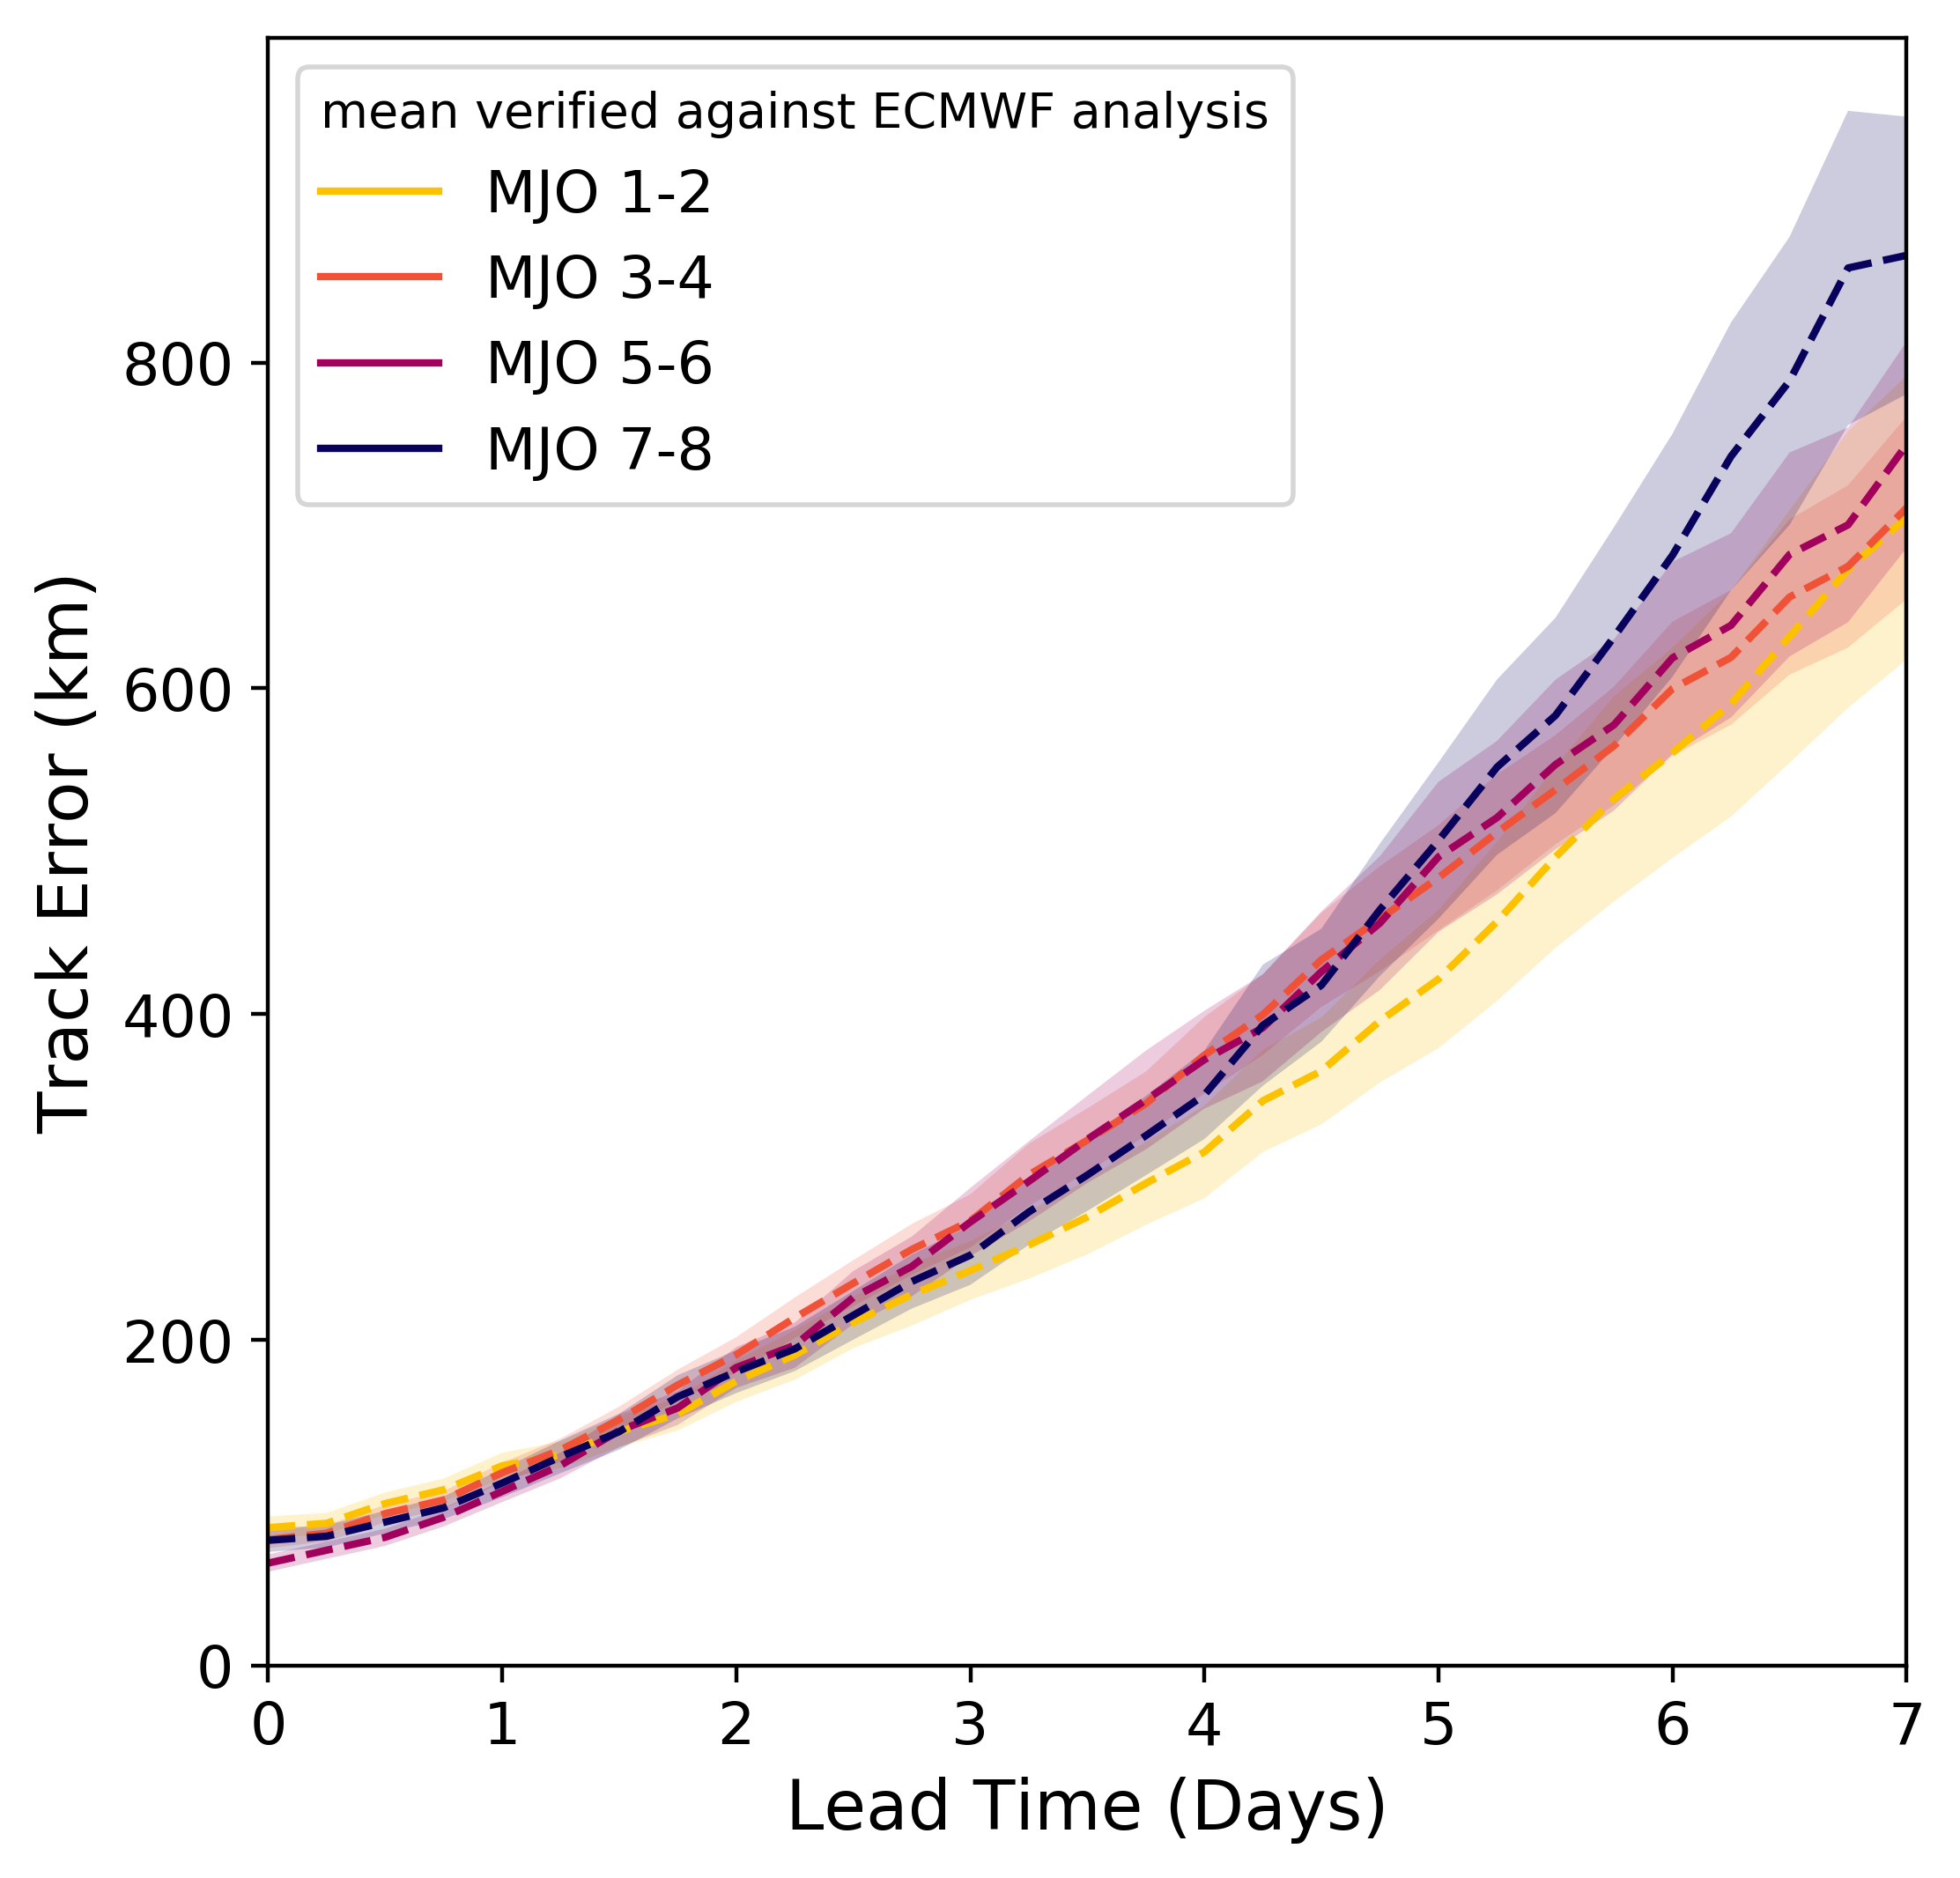 mean verified against ECMWF analysis
MJO 1-2
MJO 3-4
MJO 5-6
MJO 7-8
Track Error (km)
800
600
400
200
0
0 1 2 3 4 5 6 7
Lead Time (Days)